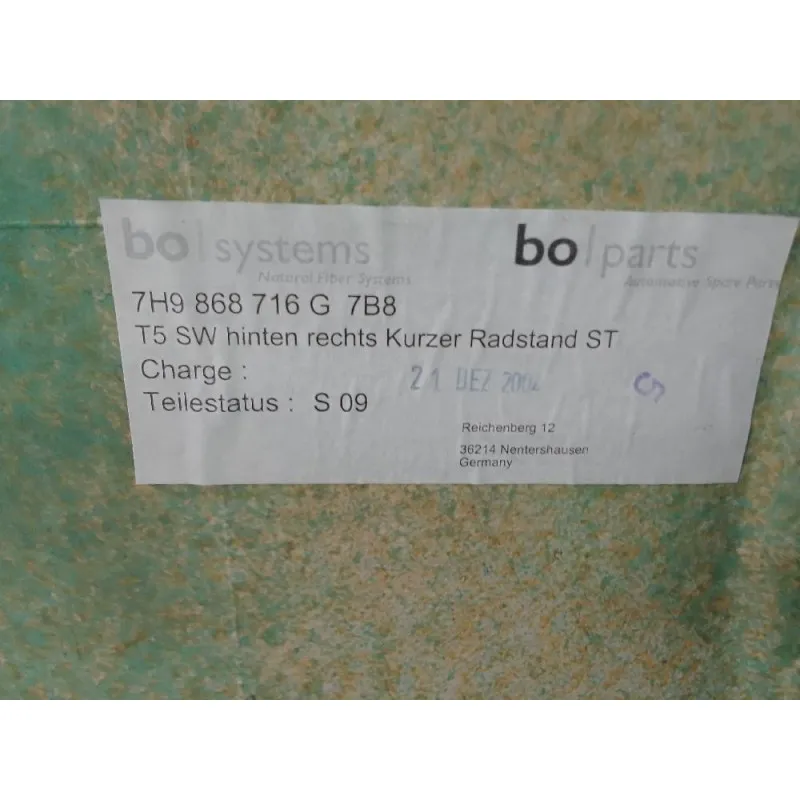 bo|systems
Natural Fiber Systems
bo|parts
Automotive Spare Parts
7H9 868 716 G 7B8
T5 SW hinten rechts Kurzer Radstand ST
Charge : 21 DEZ 2004
Teilestatus : S 09
Reichenberg 12
36214 Nentershausen
Germany